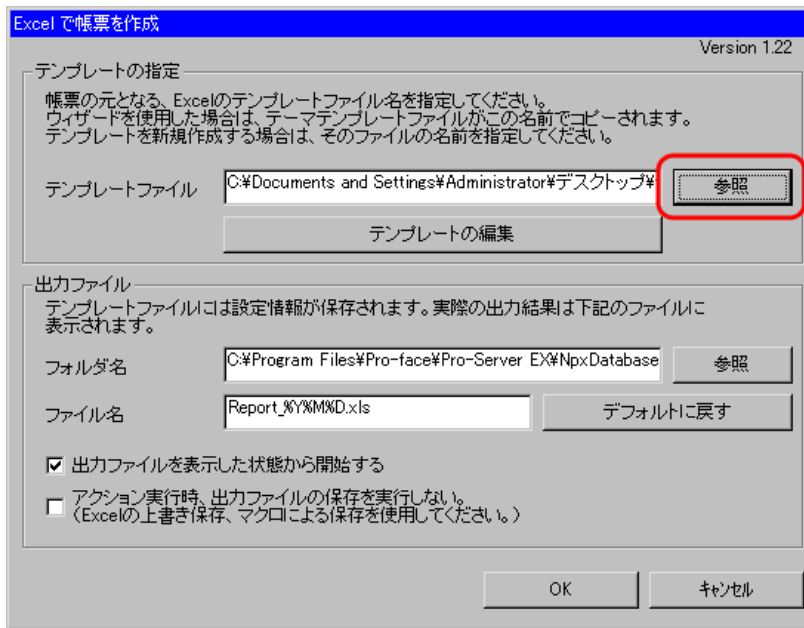 Excel で帳票を作成
Version 1.22
テンプレートの指定
帳票の元となる、Excelのテンプレートファイル名を指定してください。
ウィザードを使用した場合は、テーマテンプレートファイルがこの名前でコピーされます。
テンプレートを新規作成する場合は、そのファイルの名前を指定してください。
テンプレートファイル
C:¥Documents and Settings¥Administrator¥デスクトップ¥
参照
テンプレートの編集
出力ファイル
テンプレートファイルには設定情報が保存されます。実際の出力結果は下記のファイルに
表示されます。
フォルダ名
C:¥Program Files¥Pro-face¥Pro-Server EX¥NpxDatabase
参照
ファイル名
Report_%Y%M%D.xls
デフォルトに戻す
出力ファイルを表示した状態から開始する
アクション実行時、出力ファイルの保存を実行しない。
(Excelの上書き保存、マクロによる保存を使用してください。)
OK
キャンセル